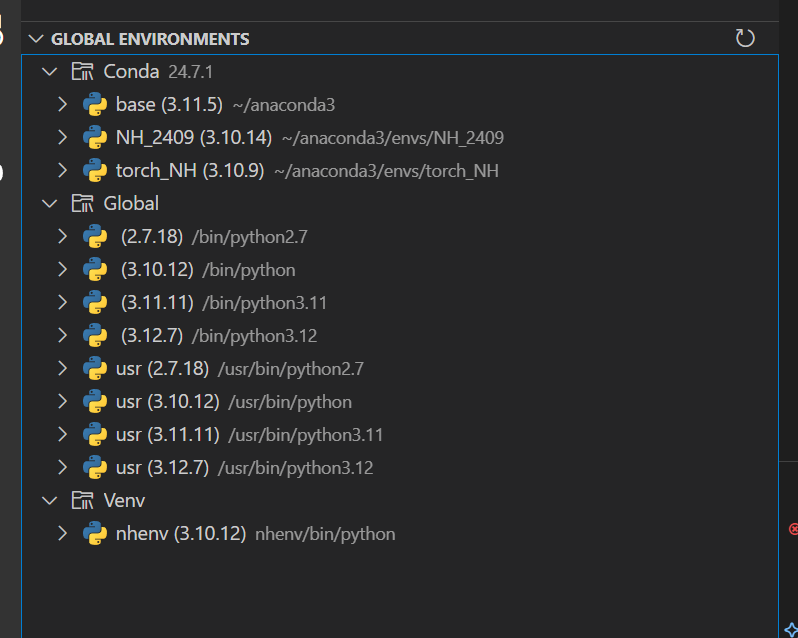 GLOBAL ENVIRONMENTS
Conda 24.7.1
base (3.11.5) ~/anaconda3
NH_2409 (3.10.14) ~/anaconda3/envs/NH_2409
torch_NH (3.10.9) ~/anaconda3/envs/torch_NH
Global
(2.7.18) /bin/python2.7
(3.10.12) /bin/python
(3.11.11) /bin/python3.11
(3.12.7) /bin/python3.12
usr (2.7.18) /usr/bin/python2.7
usr (3.10.12) /usr/bin/python
usr (3.11.11) /usr/bin/python3.11
usr (3.12.7) /usr/bin/python3.12
Venv
nhenv (3.10.12) nhenv/bin/python